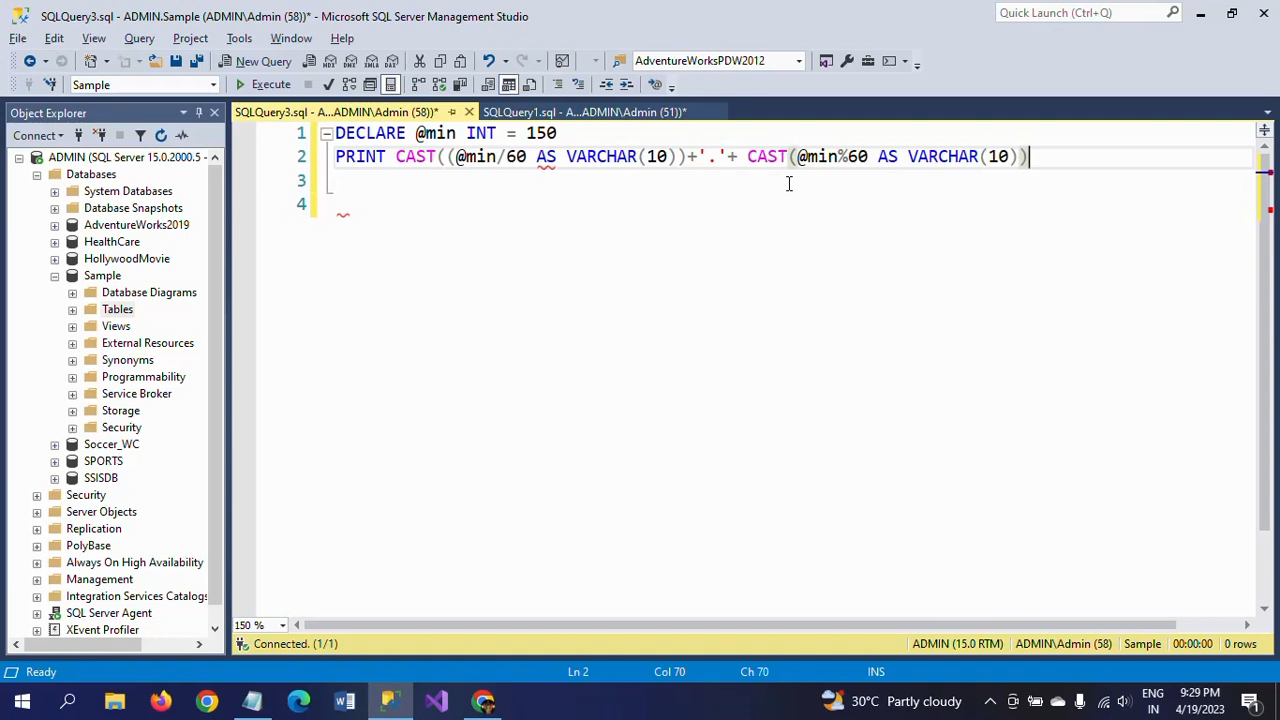 SQLQuery3.sql - ADMIN.Sample (ADMIN\Admin (58))* - Microsoft SQL Server Management Studio
Quick Launch (Ctrl+Q)
File Edit View Query Project Tools Window Help
New Query MDX DMX XMLA DAX AdventureWorksPDW2012
Sample Execute
Object Explorer
SQLQuery3.sql - A...ADMIN\Admin (58))* SQLQuery1.sql - A...ADMIN\Admin (51))*
Connect
1 DECLARE @min INT = 150
2 PRINT CAST((@min/60 AS VARCHAR(10))+'.'+ CAST(@min%60 AS VARCHAR(10))
3
4
ADMIN (SQL Server 15.0.2000.5
Databases
System Databases
Database Snapshots
AdventureWorks2019
HealthCare
HollywoodMovie
Sample
Database Diagrams
Tables
Views
External Resources
Synonyms
Programmability
Service Broker
Storage
Security
Soccer_WC
SPORTS
SSISDB
Security
Server Objects
Replication
PolyBase
Always On High Availability
Management
Integration Services Catalogs
SQL Server Agent
XEvent Profiler
150 %
Connected. (1/1) ADMIN (15.0 RTM) ADMIN\Admin (58) Sample 00:00:00 0 rows
Ready Ln 2 Col 70 Ch 70 INS
30°C Partly cloudy
ENG
IN
9:29 PM
4/19/2023
1